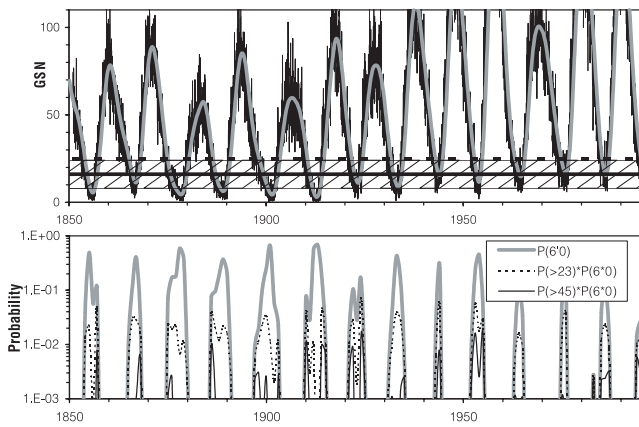 100
50
0
GSN
1850
1900
1950
1.E+00
1.E-01
1.E-02
1.E-03
Probability
P(6'0)
P(>23)*P(6*0)
P(>45)*P(6*0)
1850
1900
1950